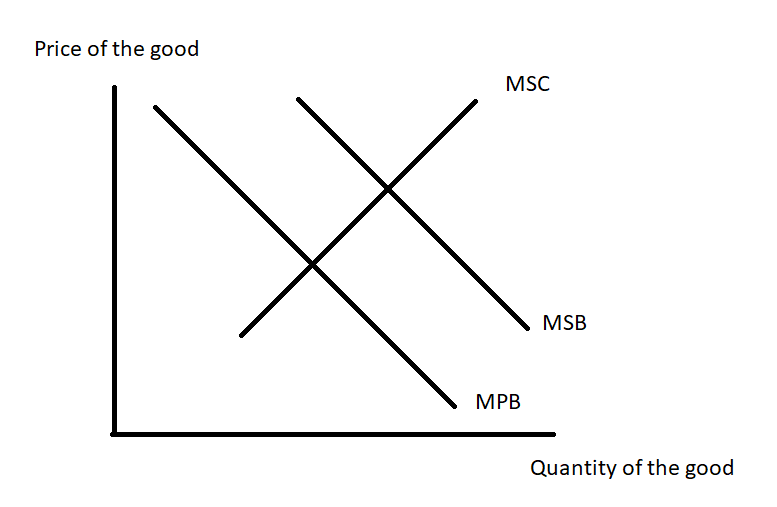 Price of the good
MSC
MSB
MPB
Quantity of the good